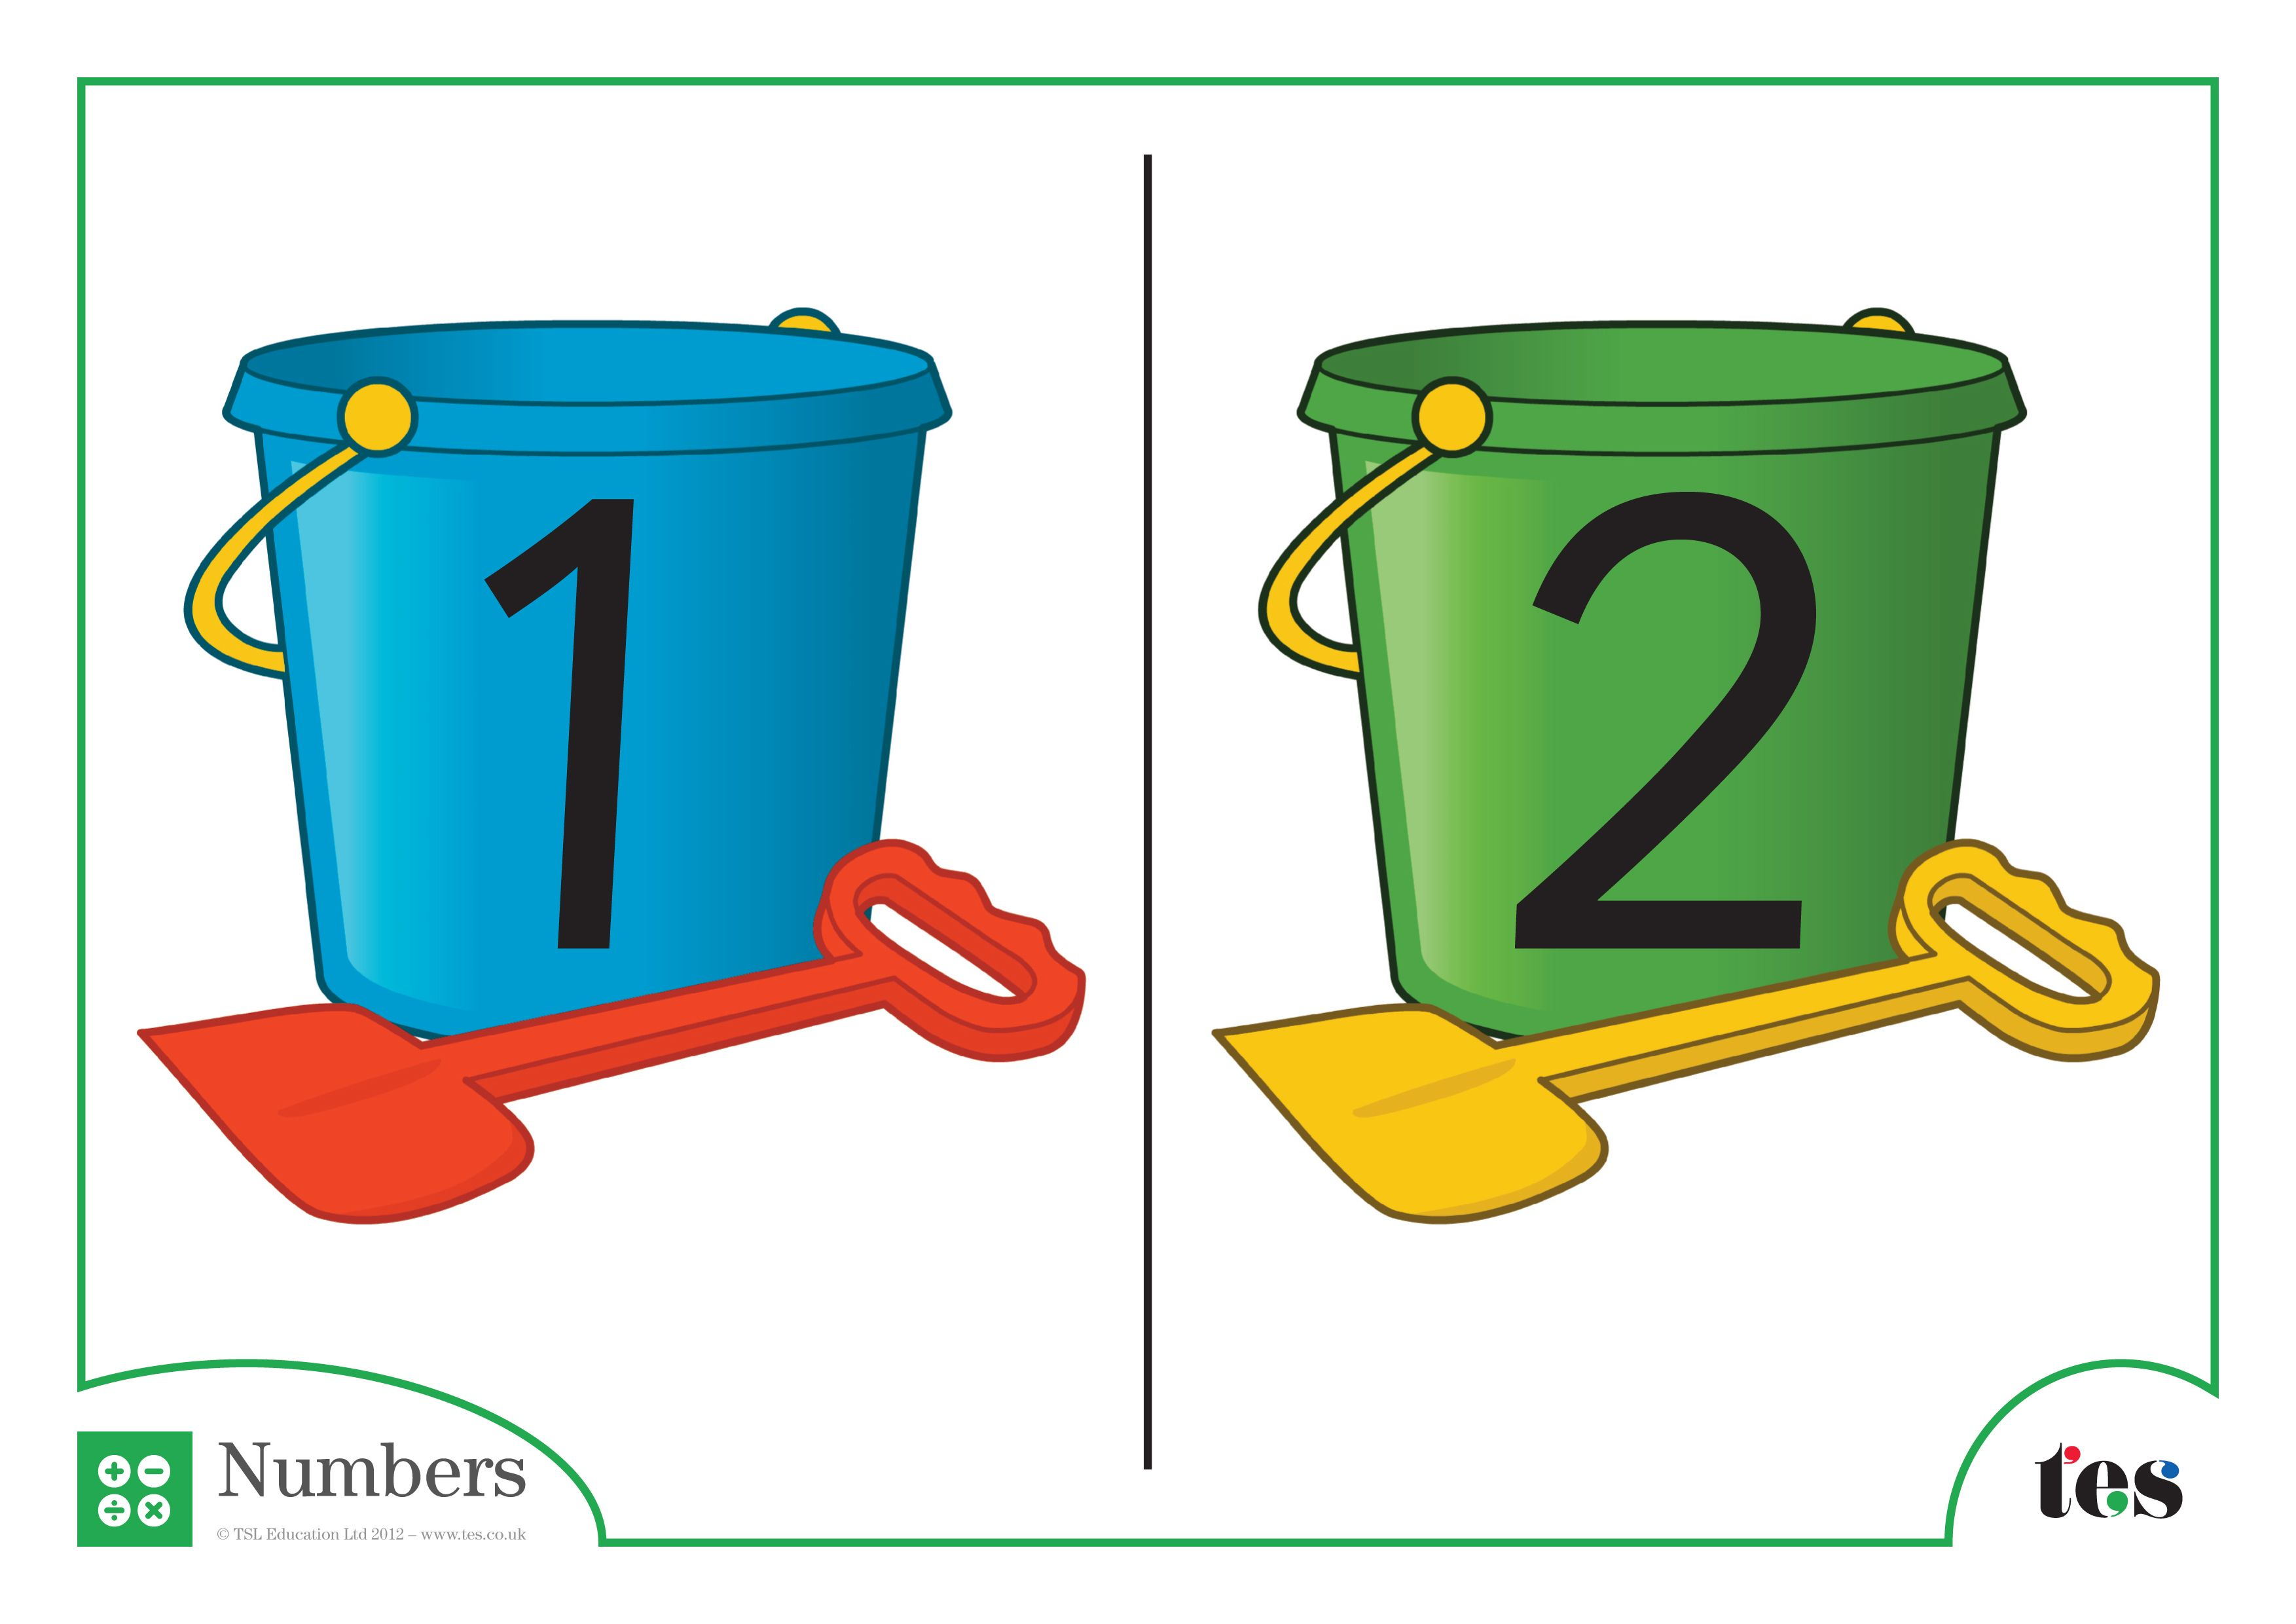 1
2
Numbers
© TSL Education Ltd 2012 – www.tes.co.uk
tes